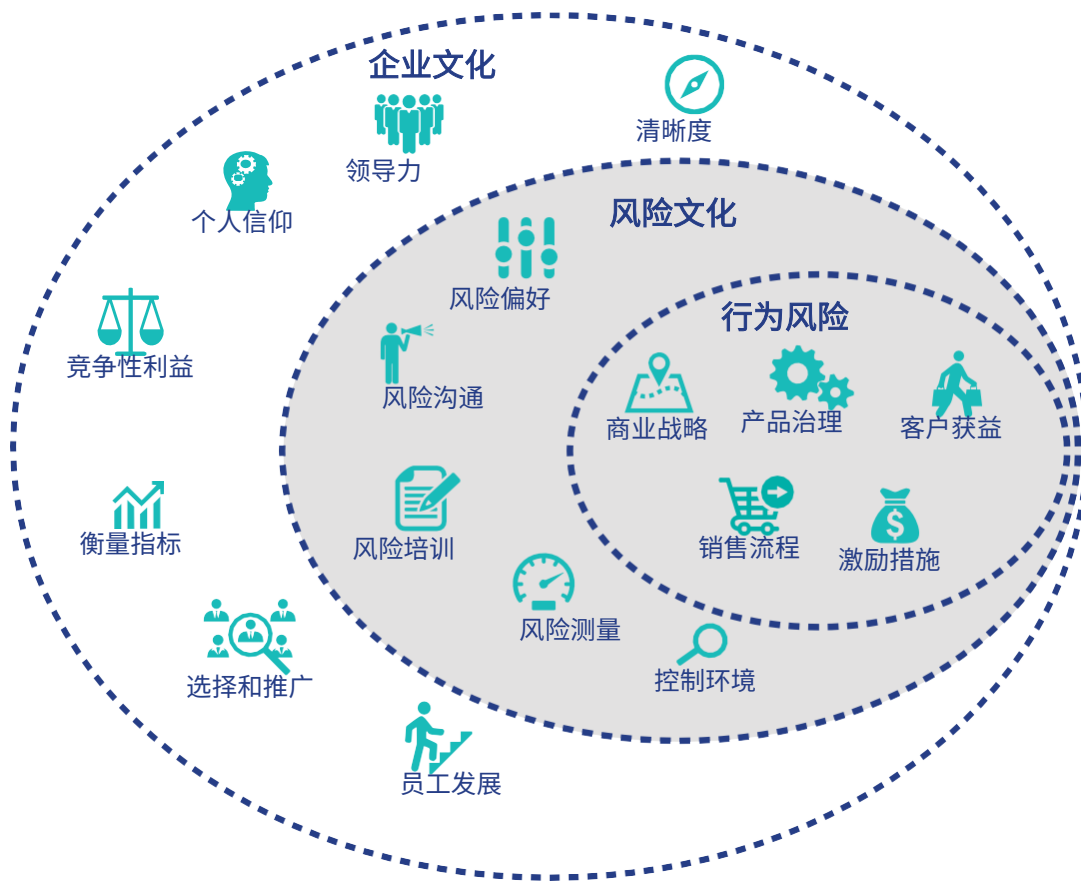 企业文化
清晰度
领导力
个人信仰
风险文化
风险偏好
行为风险
竞争性利益
风险沟通
商业战略
产品治理
客户获益
衡量指标
风险培训
销售流程
激励措施
风险测量
控制环境
选择和推广
员工发展
$